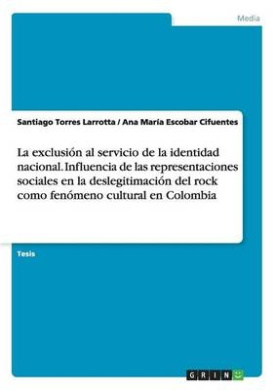 Media
Santiago Torres Larrotta / Ana María Escobar Cifuentes
La exclusión al servicio de la identidad
nacional. Influencia de las representaciones
sociales en la deslegitimación del rock
como fenómeno cultural en Colombia
Tesis
GRIN